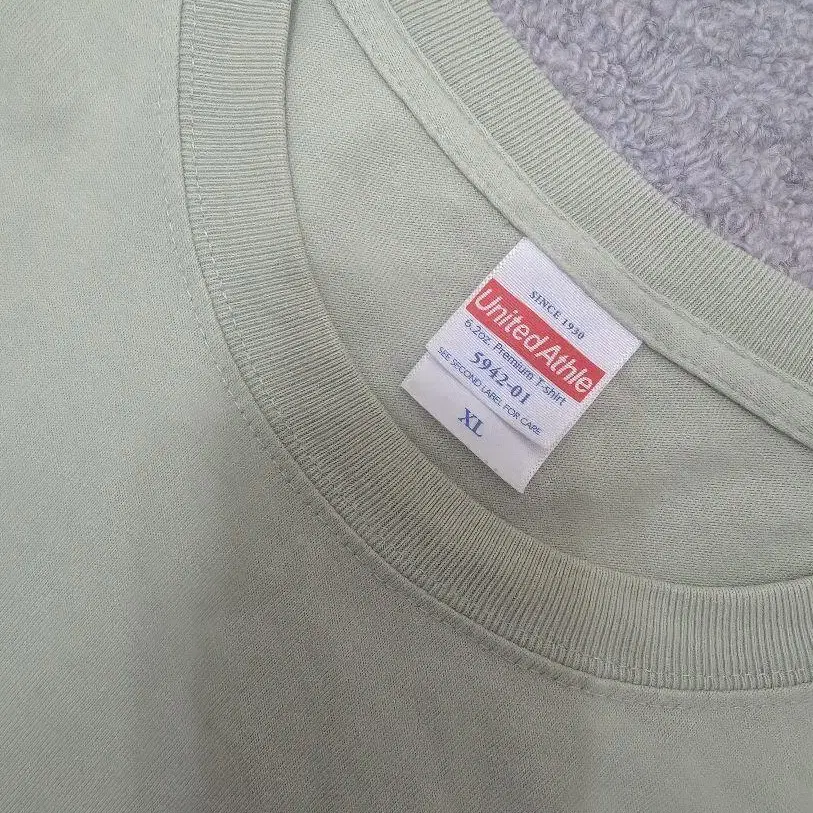 SINCE 1930
UnitedAthle
6.2oz. Premium T-shirt
5942-01
SEE SECOND LABEL FOR CARE
XL